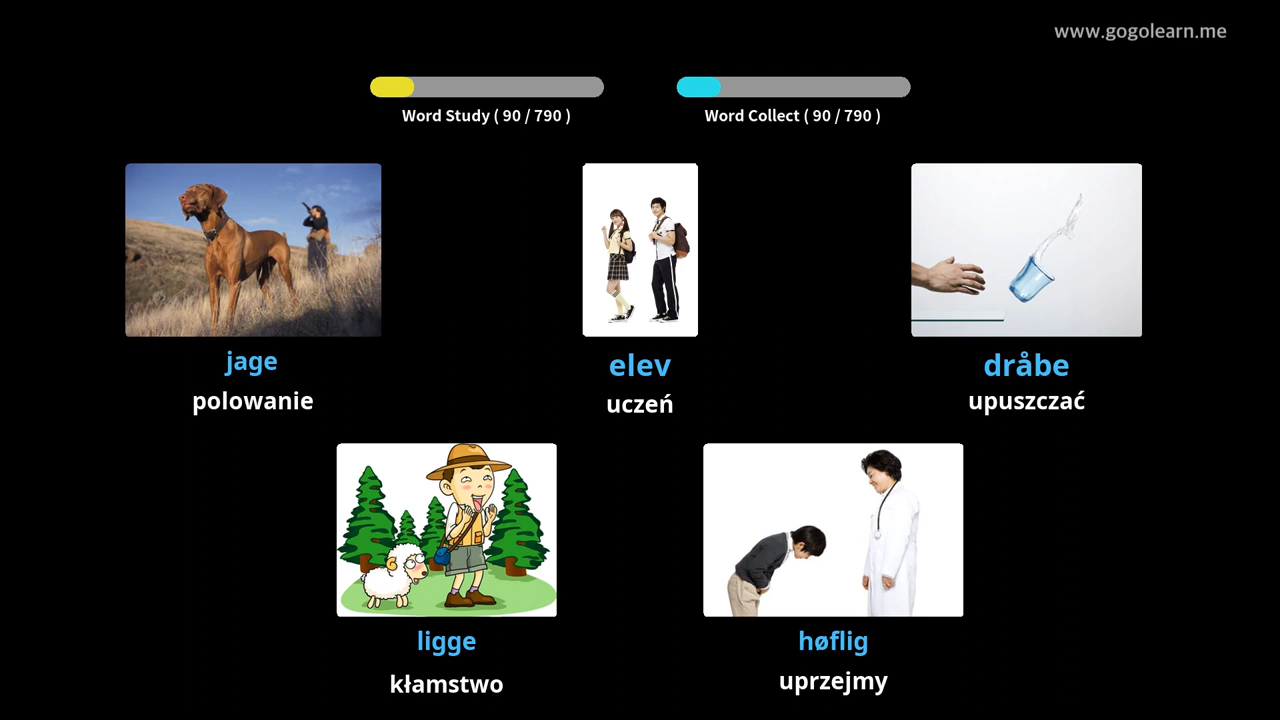 www.gogolearn.me
Word Study ( 90 / 790 )
Word Collect ( 90 / 790 )
jage
polowanie
elev
uczeń
dråbe
upuszczać
ligge
kłamstwo
høflig
uprzejmy